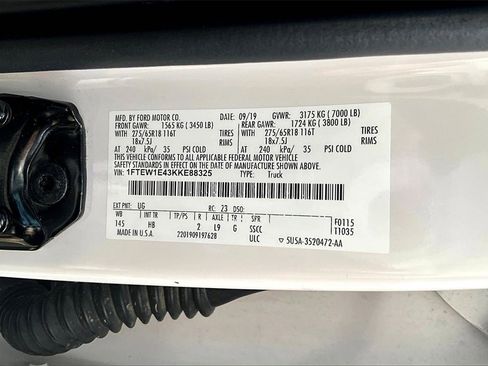 MFD. BY FORD MOTOR CO. DATE: 09/19 GVWR: 3175 KG ( 7000 LB)
FRONT GAWR: 1565 KG ( 3450 LB) REAR GAWR: 1724 KG ( 3800 LB)
WITH 275/65R18 116T TIRES WITH 275/65R18 116T TIRES
18x7.5J RIMS 18x7.5J RIMS
AT 240 kPa/ 35 PSI COLD AT 240 kPa/ 35 PSI COLD
THIS VEHICLE CONFORMS TO ALL APPLICABLE FEDERAL MOTOR VEHICLE
SAFETY STANDARDS IN EFFECT ON THE DATE OF MANUFACTURE SHOWN ABOVE.
VIN: 1FTEW1E43KKE88325 TYPE: Truck
EXT PNT: UG RC: 23 DSO:
WB INT TR TP/PS R AXLE TR SPR F0115
145 HB 2 L9 G SSCC T1035
MADE IN U.S.A. 2201909197628 ULC 5USA-3520472-AA